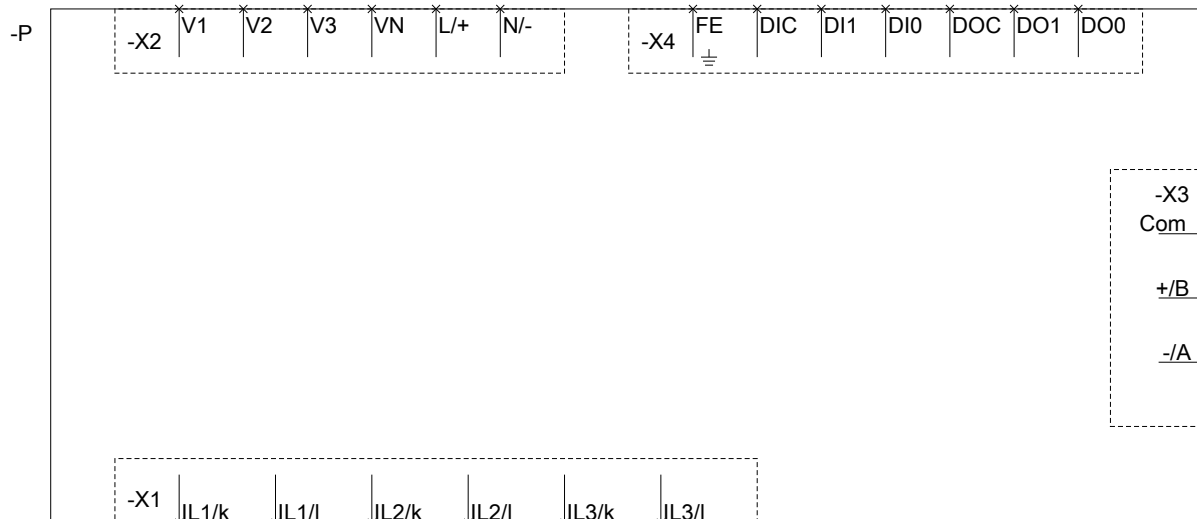 -P
-X2 V1 V2 V3 VN L/+ N/-
-X4 FE DIC DI1 DI0 DOC DO1 DO0
-X3
Com
+/B
-/A
-X1 IL1/k IL1/l IL2/k IL2/l IL3/k IL3/l